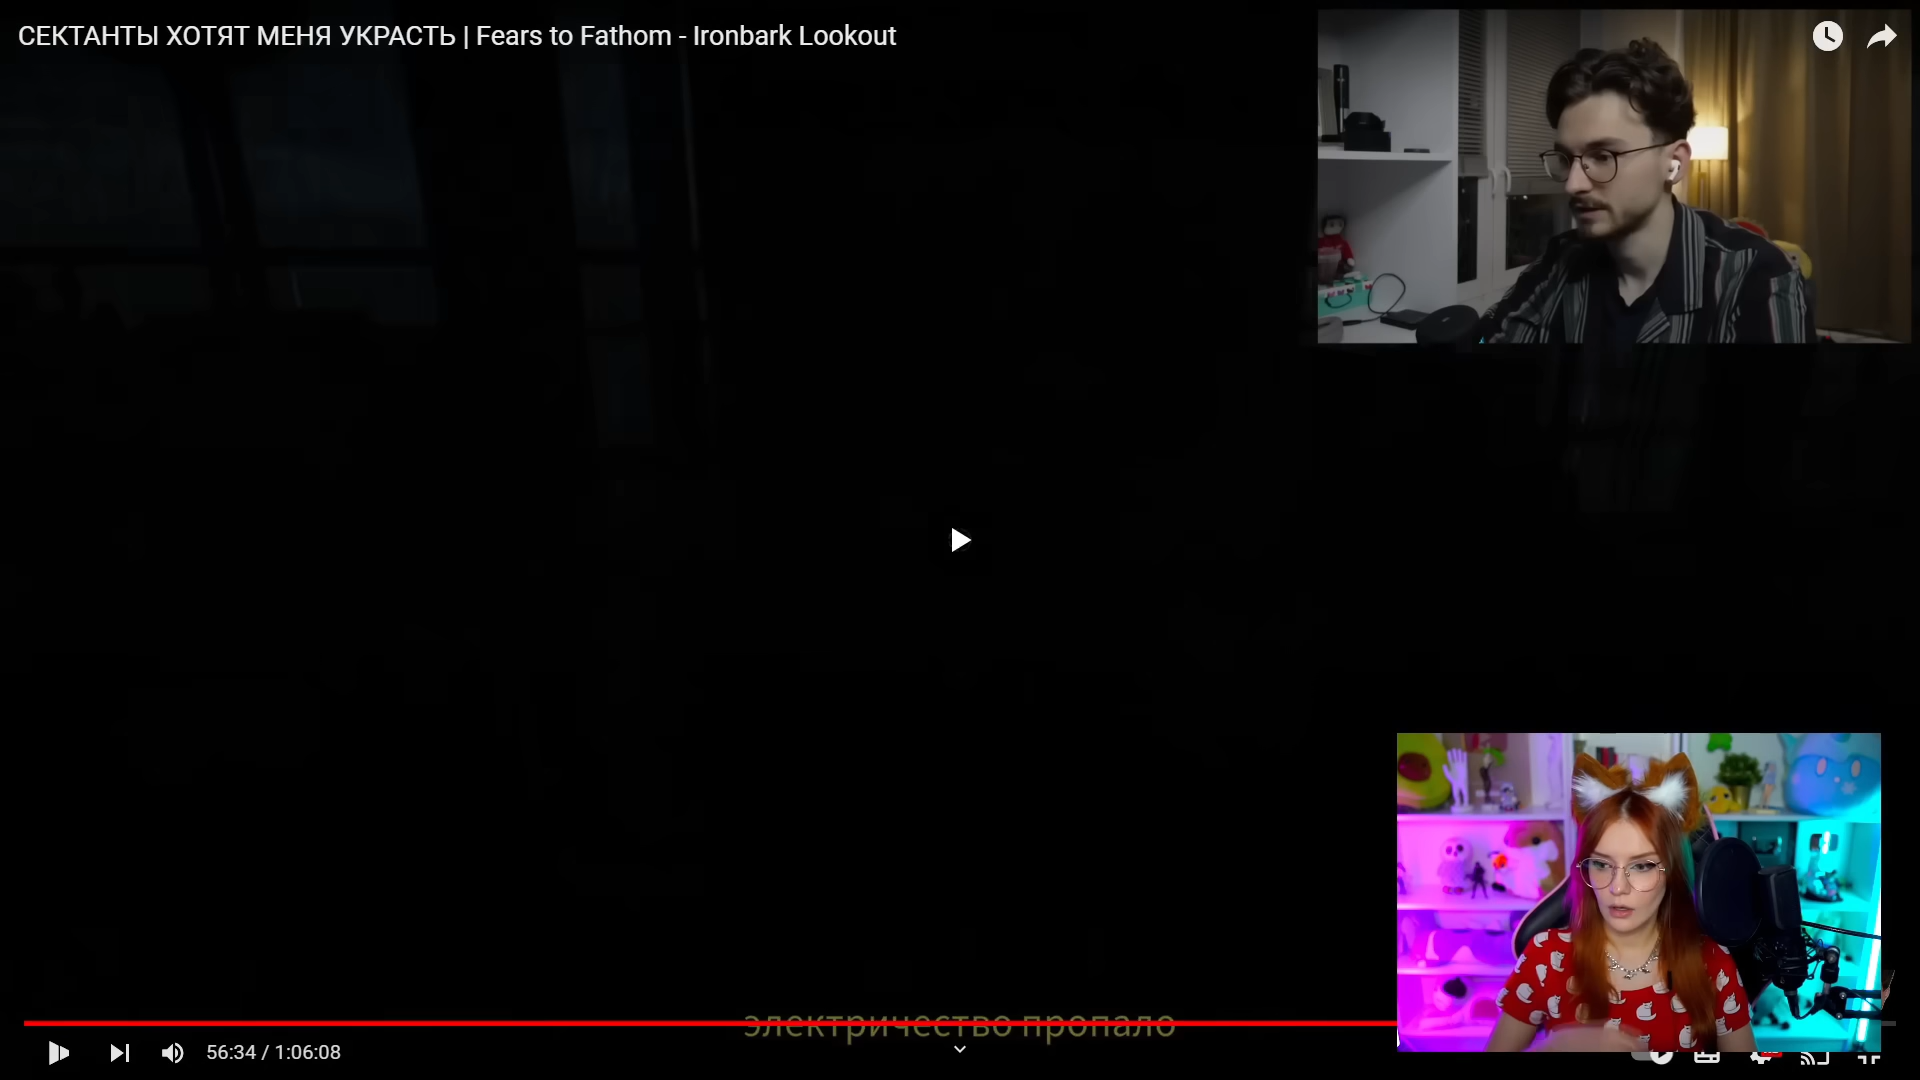 СЕКТАНТЫ ХОТЯТ МЕНЯ УКРАСТЬ | Fears to Fathom - Ironbark Lookout
электричество пропало
56:34 / 1:06:08